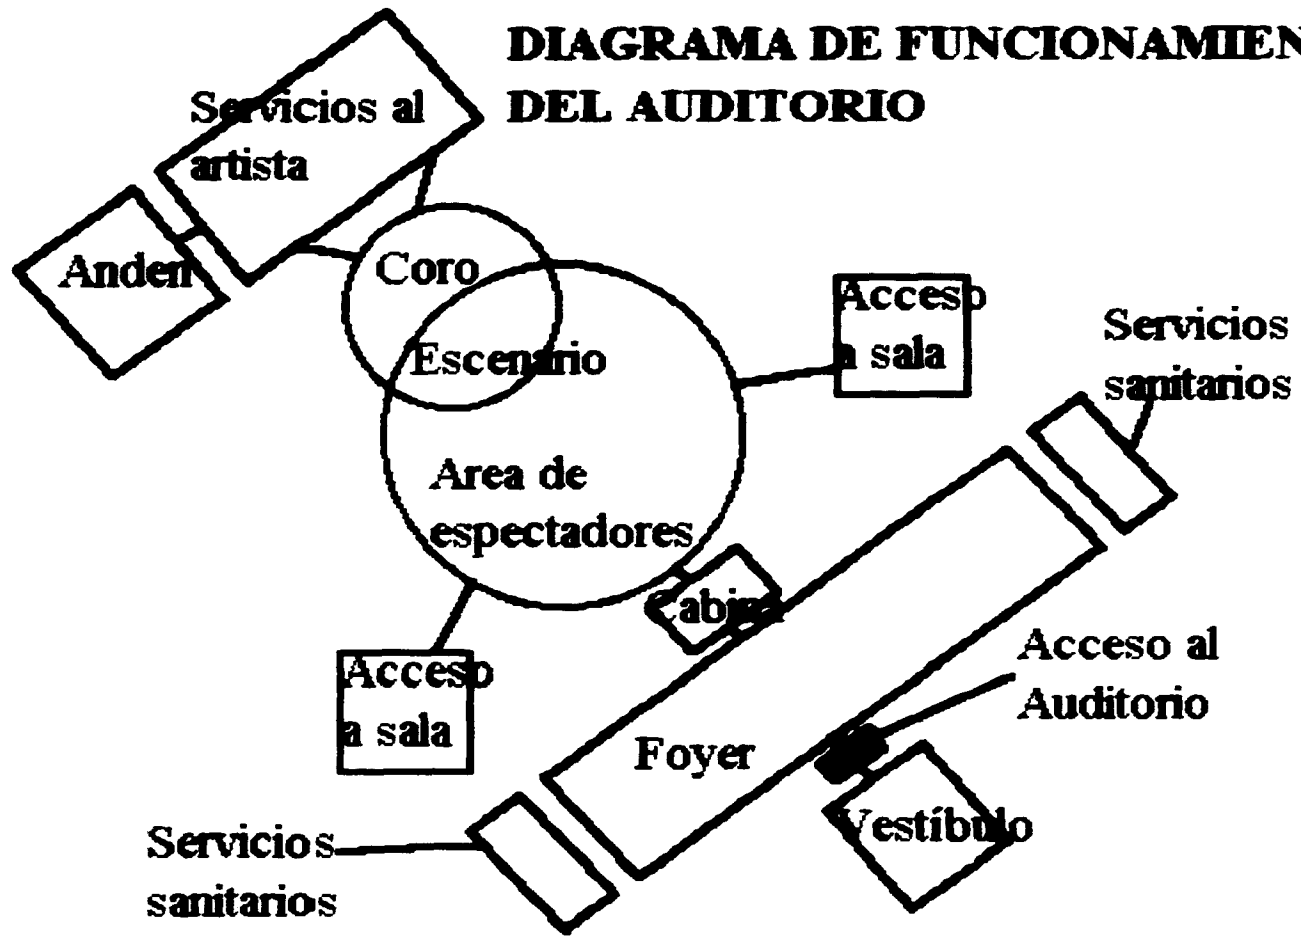 DIAGRAMA DE FUNCIONAMIEN
DEL AUDITORIO
Servicios al
artista
Anden
Coro
Escenario
Acceso
a sala
Servicios
sanitarios
Area de
espectadores
Cabina
Acceso
a sala
Acceso al
Auditorio
Foyer
Vestíbulo
Servicios
sanitarios